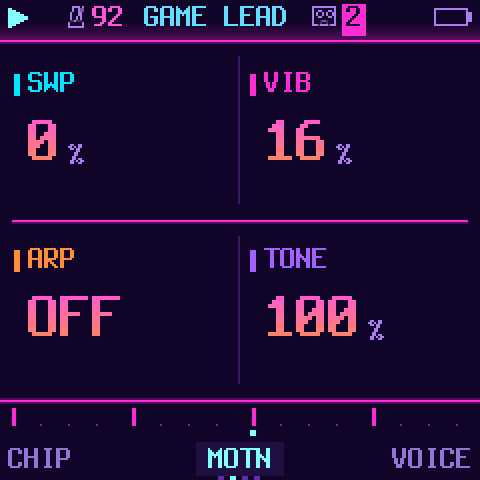 92 GAME LEAD 2
SWP VIB
0% 16%
ARP TONE
OFF 100%
CHIP MOTN VOICE